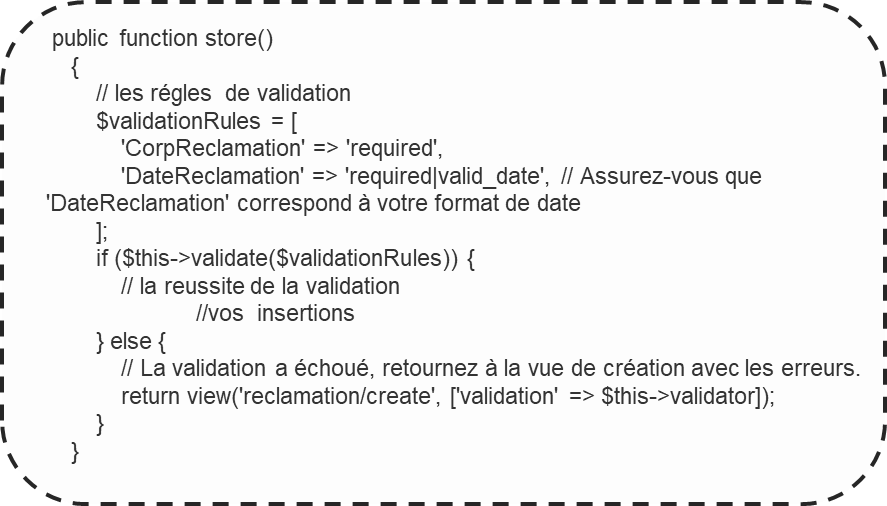 public function store()
{
// les régles de validation
$validationRules = [
'CorpReclamation' => 'required',
'DateReclamation' => 'required|valid_date', // Assurez-vous que
'DateReclamation' correspond à votre format de date
];
if ($this->validate($validationRules)) {
// la reussite de la validation
//vos insertions
} else {
// La validation a échoué, retournez à la vue de création avec les erreurs.
return view('reclamation/create', ['validation' => $this->validator]);
}
}